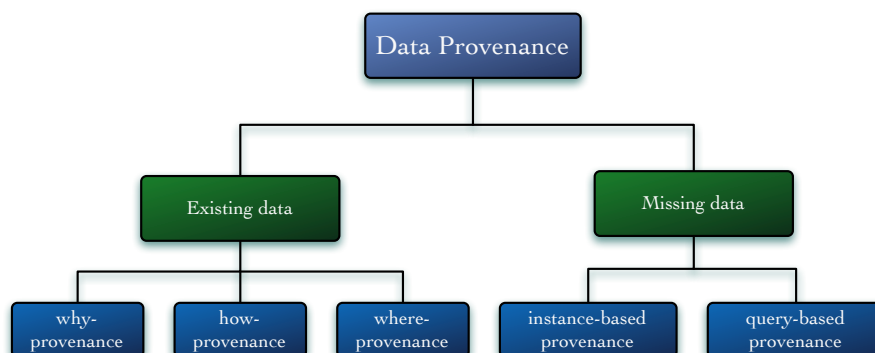 Data Provenance
Existing data
Missing data
why-
provenance
how-
provenance
where-
provenance
instance-based
provenance
query-based
provenance